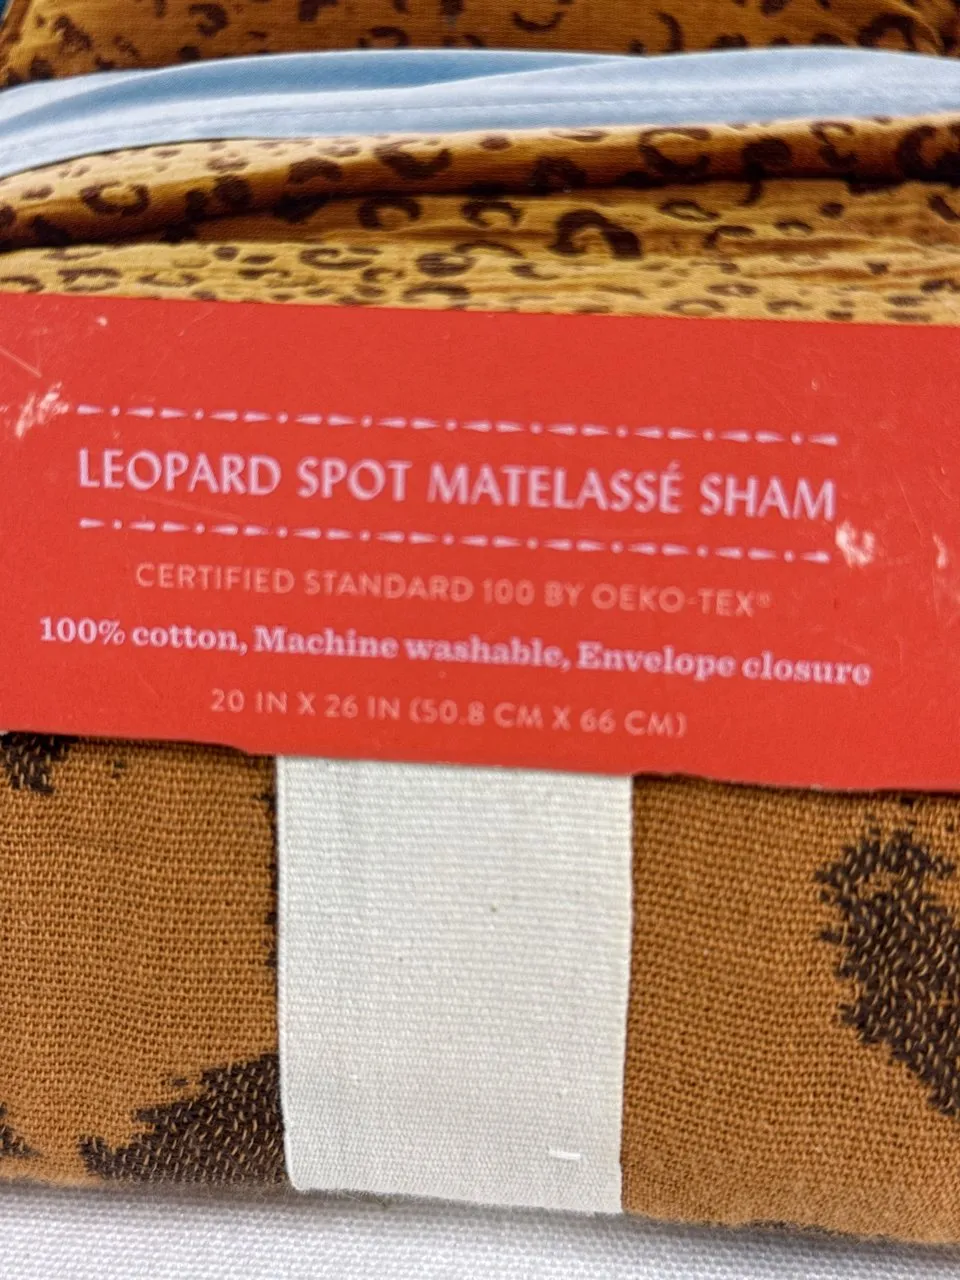 LEOPARD SPOT MATELASSÉ SHAM
CERTIFIED STANDARD 100 BY OEKO-TEX®
100% cotton, Machine washable, Envelope closure
20 IN X 26 IN (50.8 CM X 66 CM)